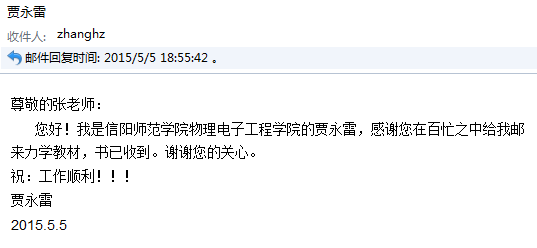 贾永雷
收件人: zhanghz
邮件回复时间: 2015/5/5 18:55:42 。
尊敬的张老师：
您好！我是信阳师范学院物理电子工程学院的贾永雷，感谢您在百忙之中给我邮
来力学教材，书已收到。谢谢您的关心。
祝：工作顺利！！！
贾永雷
2015.5.5